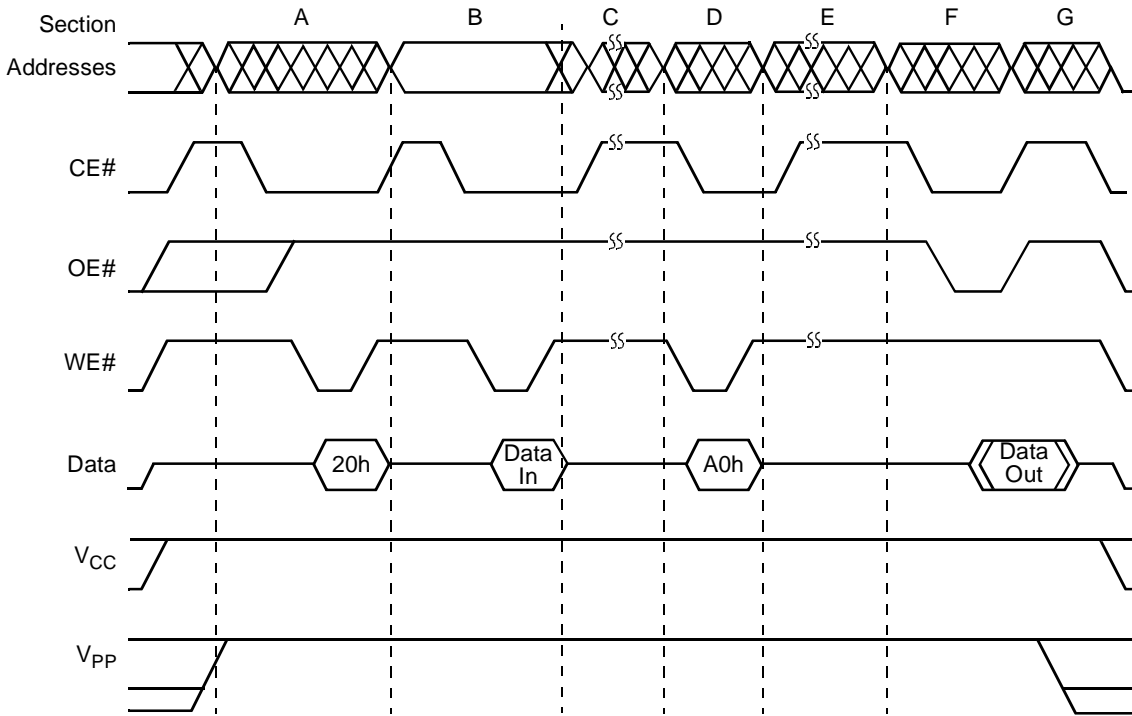 Section A B C D E F G
Addresses
CE#
OE#
WE#
Data 20h Data In A0h Data Out
VCC
VPP